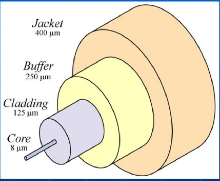 Jacket
400 µm
Buffer
250 µm
Cladding
125 µm
Core
8 µm